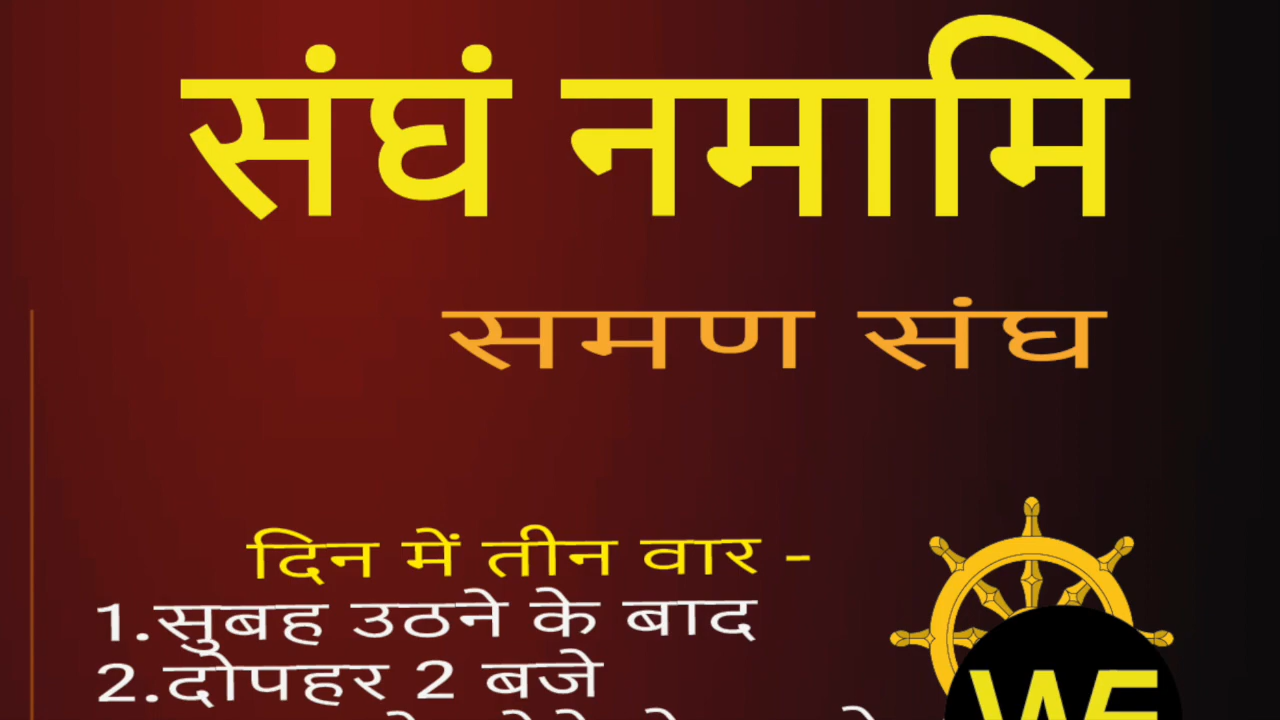 संघं नमामि
समण संघ
दिन में तीन वार -
1.सुबह उठने के बाद
2.दोपहर 2 बजे